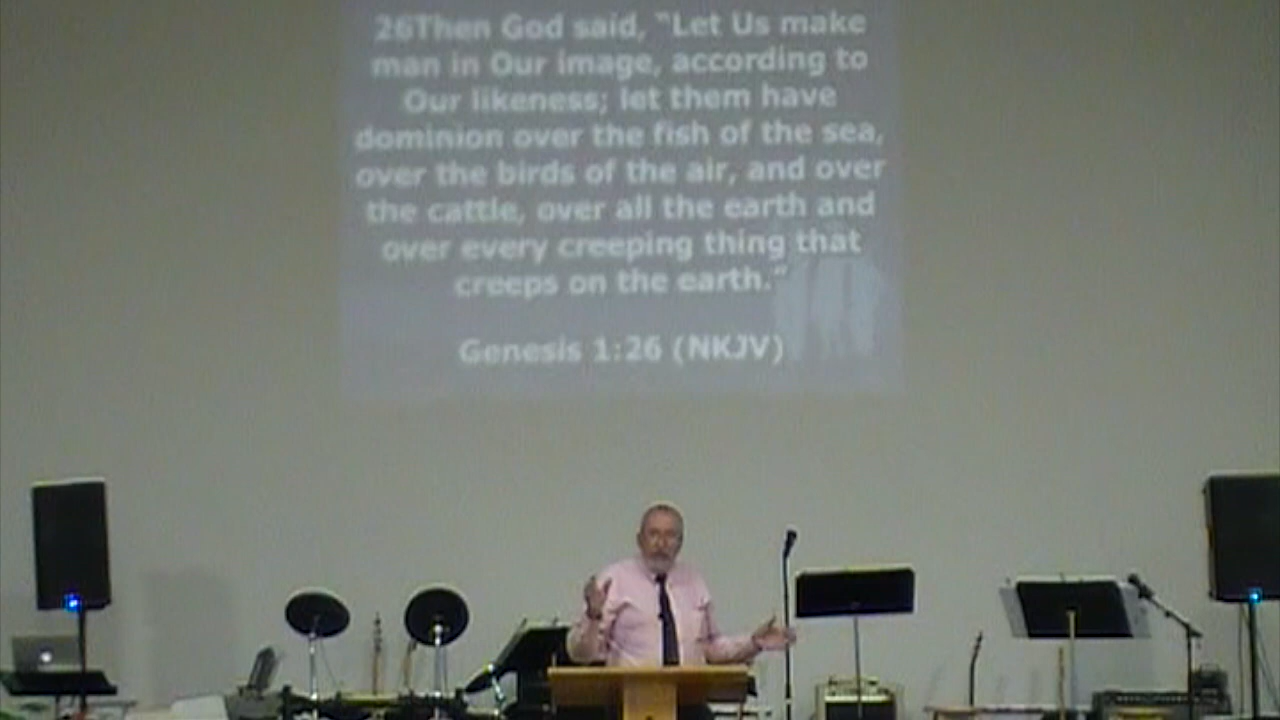 26Then God said, “Let Us make
man in Our image, according to
Our likeness; let them have
dominion over the fish of the sea,
over the birds of the air, and over
the cattle, over all the earth and
over every creeping thing that
creeps on the earth.”
Genesis 1:26 (NKJV)